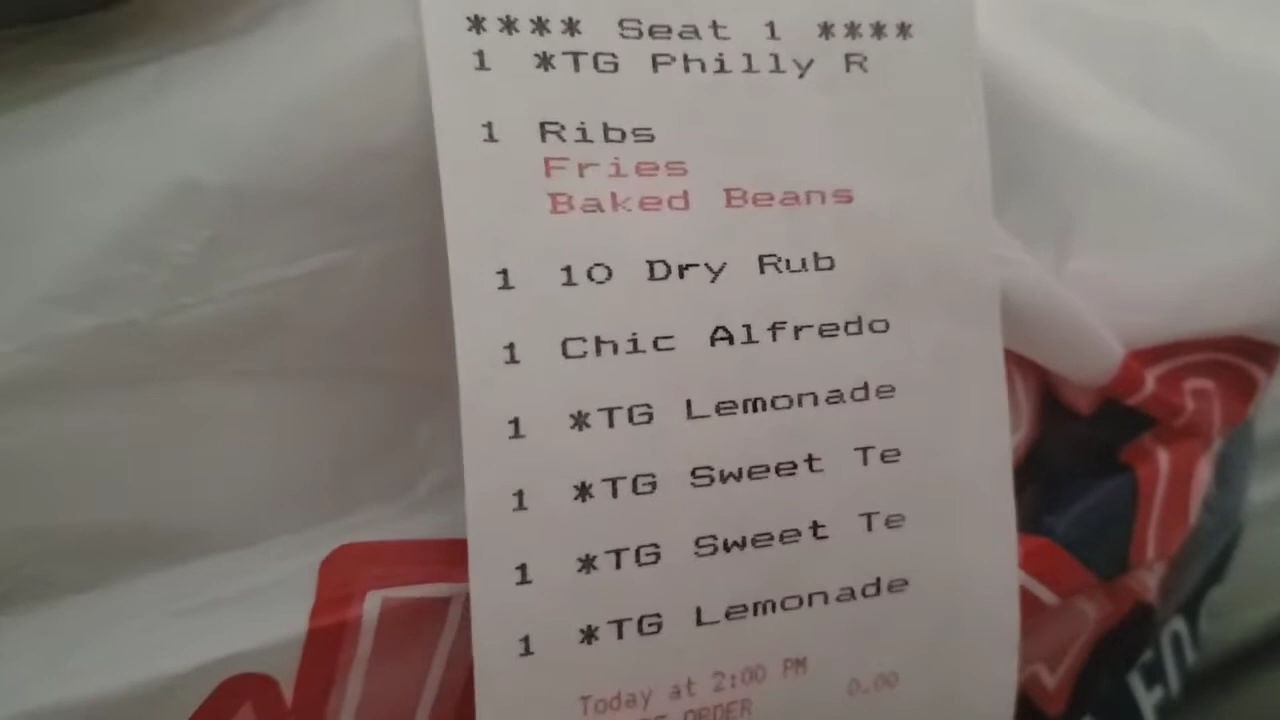 **** Seat 1 ****
1 *TG Philly R
1 Ribs
Fries
Baked Beans
1 10 Dry Rub
1 Chic Alfredo
1 *TG Lemonade
1 *TG Sweet Te
1 *TG Sweet Te
1 *TG Lemonade
Today at 2:00 PM
ORDER 0.00